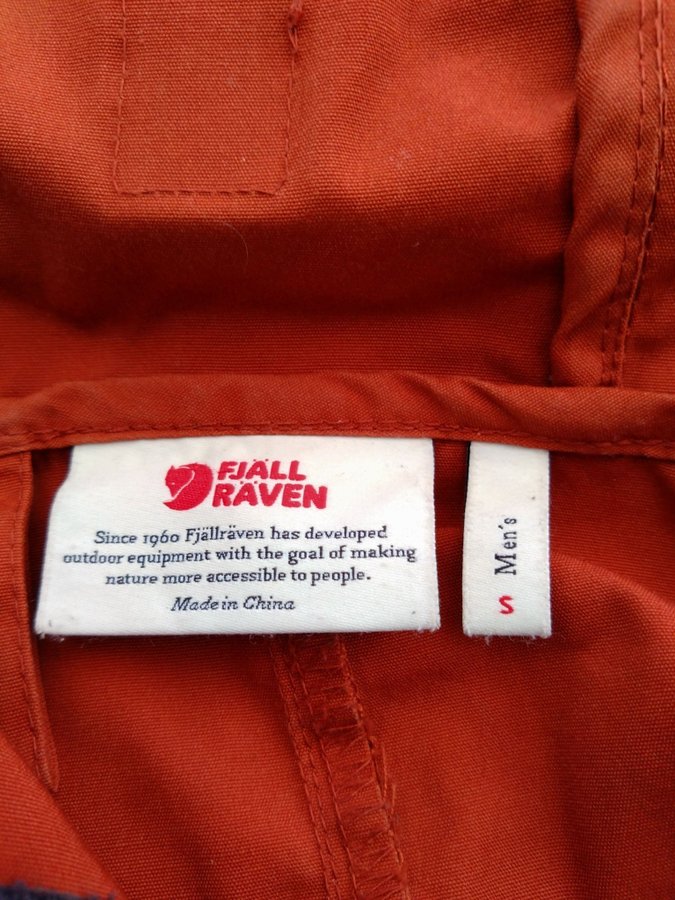 FJÄLL
RÄVEN
Since 1960 Fjällräven has developed
outdoor equipment with the goal of making
nature more accessible to people.
Made in China
Men's
S